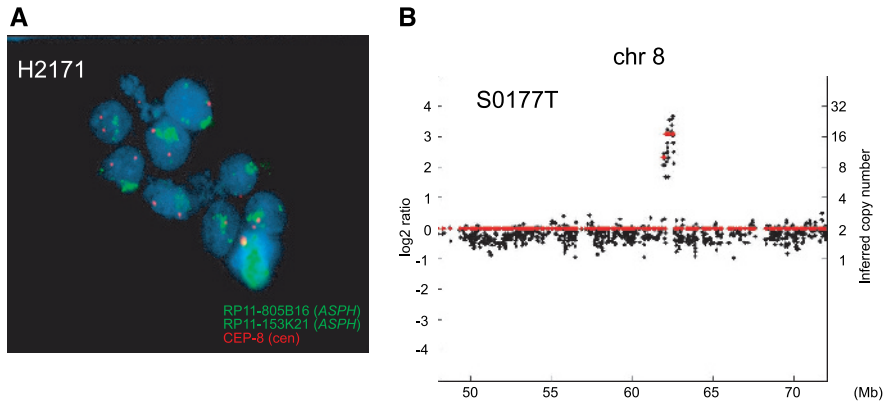 A
H2171
RP11-805B16 (ASPH)
RP11-153K21 (ASPH)
CEP-8 (cen)
B
chr 8
S0177T
log2 ratio
4
3
2
1
0
-1
-2
-3
-4
32
16
8
4
2
1
Inferred copy number
50 55 60 65 70 (Mb)